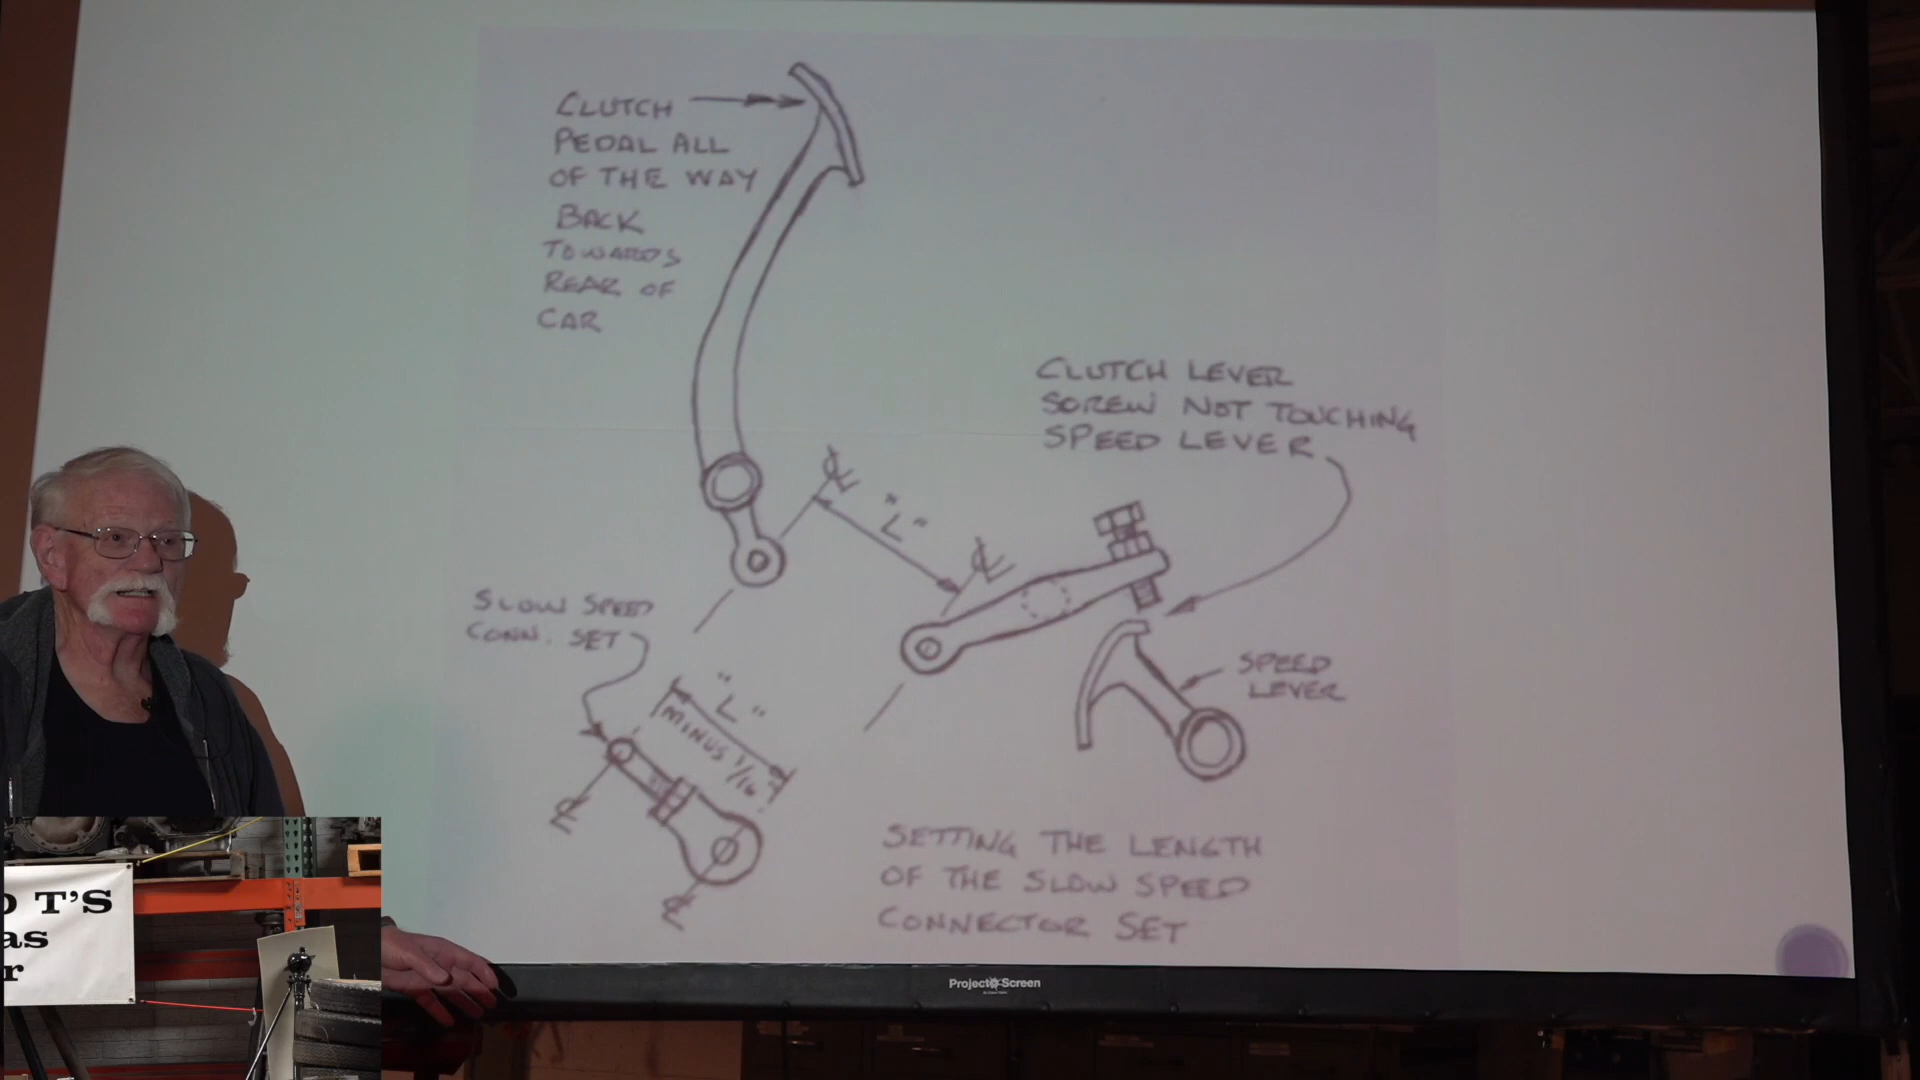 CLUTCH
PEDAL ALL
OF THE WAY
BACK
TOWARDS
REAR OF
CAR
CLUTCH LEVER
SCREW NOT TOUCHING
SPEED LEVER
℄
"L"
℄
SLOW SPEED
CONN. SET
"L"
MINUS 1/16"
SPEED
LEVER
℄
℄
SETTING THE LENGTH
OF THE SLOW SPEED
CONNECTOR SET
T'S
as
r
Project Screen